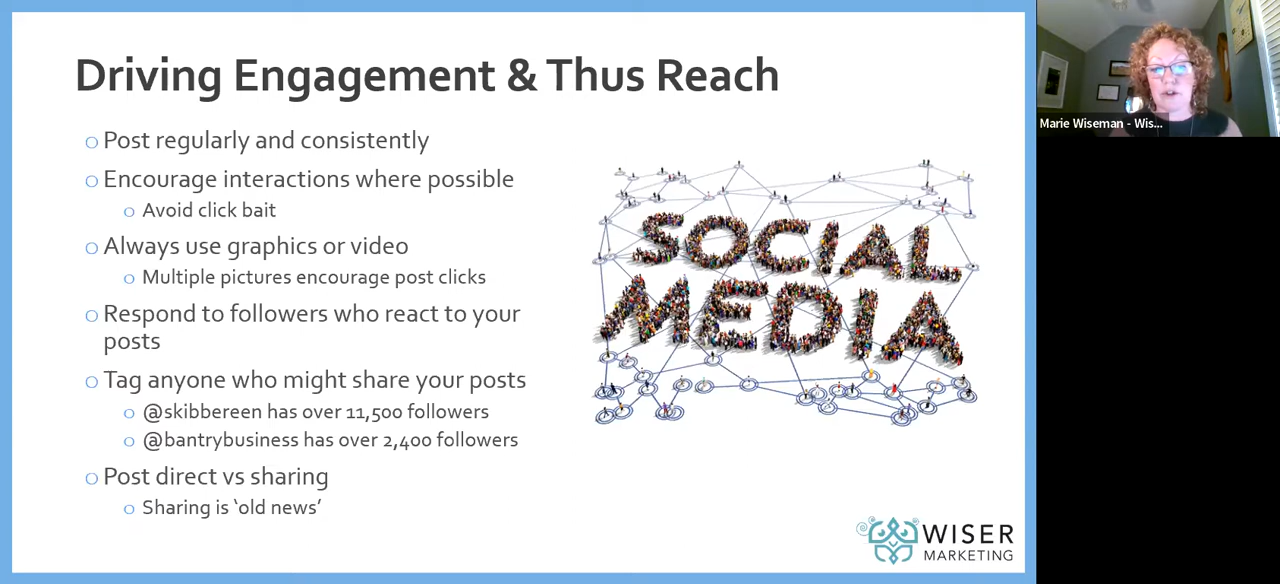 Driving Engagement & Thus Reach
o Post regularly and consistently
o Encourage interactions where possible
o Avoid click bait
o Always use graphics or video
o Multiple pictures encourage post clicks
o Respond to followers who react to your
posts
o Tag anyone who might share your posts
o @skibbereen has over 11,500 followers
o @bantrybusiness has over 2,400 followers
o Post direct vs sharing
o Sharing is ‘old news’
SOCIAL
MEDIA
WISER
MARKETING
Marie Wiseman - Wis...